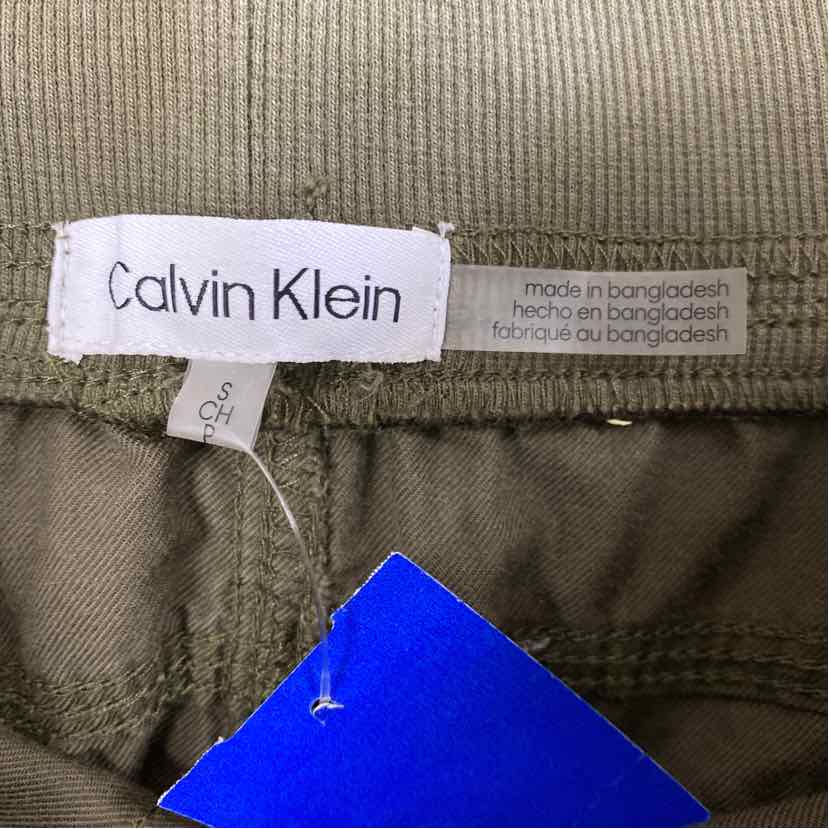 Calvin Klein
made in bangladesh
hecho en bangladesh
fabriqué au bangladesh
S
CH
P